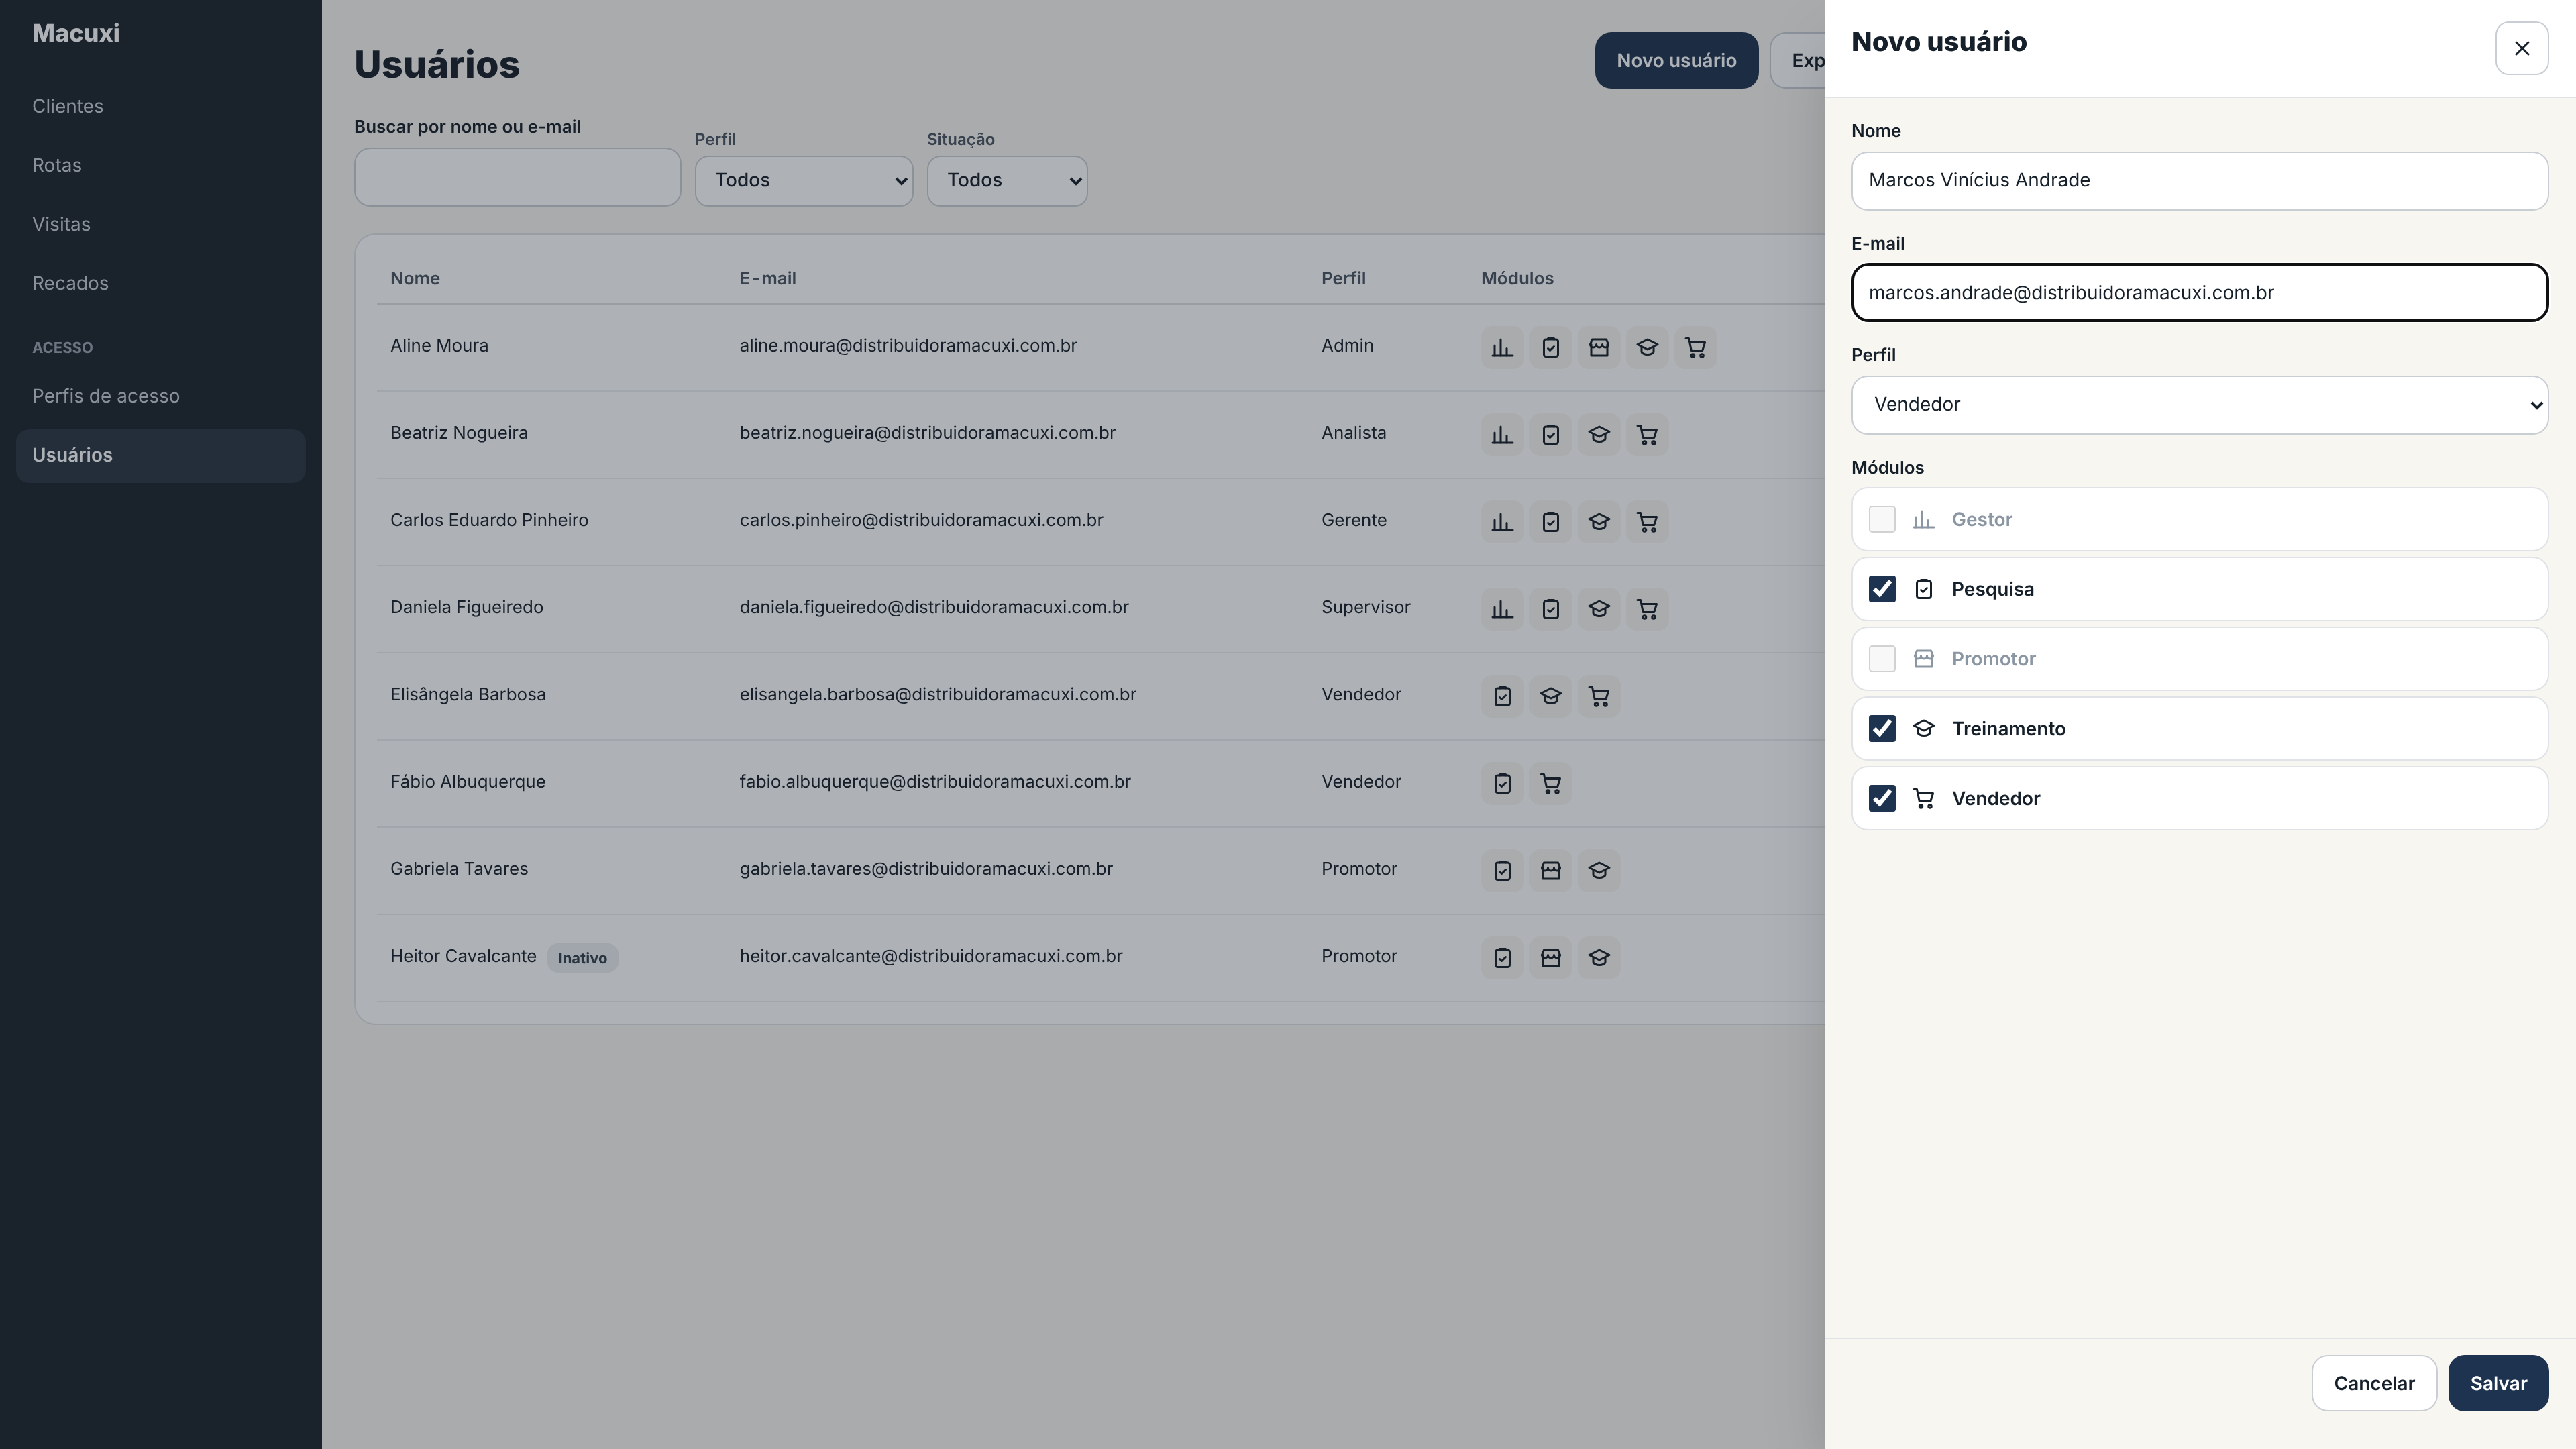 Macuxi
Clientes
Rotas
Visitas
Recados
ACESSO
Perfis de acesso
Usuários
Usuários
Novo usuário
Exp
Buscar por nome ou e-mail
Perfil
Situação
Todos
Todos
Nome E-mail Perfil Módulos
Aline Moura aline.moura@distribuidoramacuxi.com.br Admin
Beatriz Nogueira beatriz.nogueira@distribuidoramacuxi.com.br Analista
Carlos Eduardo Pinheiro carlos.pinheiro@distribuidoramacuxi.com.br Gerente
Daniela Figueiredo daniela.figueiredo@distribuidoramacuxi.com.br Supervisor
Elisângela Barbosa elisangela.barbosa@distribuidoramacuxi.com.br Vendedor
Fábio Albuquerque fabio.albuquerque@distribuidoramacuxi.com.br Vendedor
Gabriela Tavares gabriela.tavares@distribuidoramacuxi.com.br Promotor
Heitor Cavalcante Inativo heitor.cavalcante@distribuidoramacuxi.com.br Promotor
Novo usuário
Nome
Marcos Vinícius Andrade
E-mail
marcos.andrade@distribuidoramacuxi.com.br
Perfil
Vendedor
Módulos
Gestor
Pesquisa
Promotor
Treinamento
Vendedor
Cancelar
Salvar